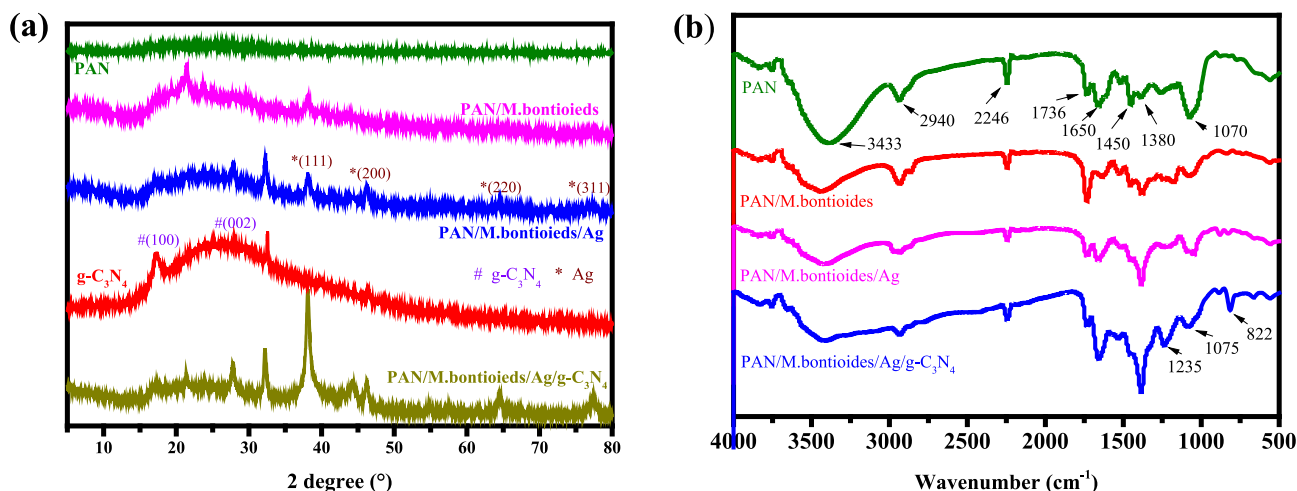 (a)
PAN
PAN/M.bontioieds
*(111)
*(200)
*(220)
*(311)
PAN/M.bontioieds/Ag
#(100)
#(002)
g-C₃N₄
# g-C₃N₄ * Ag
PAN/M.bontioieds/Ag/g-C₃N₄
5 10 20 30 40 50 60 70 80
2 degree (°)
(b)
PAN
3433
2940
2246
1736
1650
1450
1380
1070
PAN/M.bontioides
PAN/M.bontioides/Ag
PAN/M.bontioides/Ag/g-C₃N₄
1235
1075
822
4000 3500 3000 2500 2000 1500 1000 500
Wavenumber (cm⁻¹)